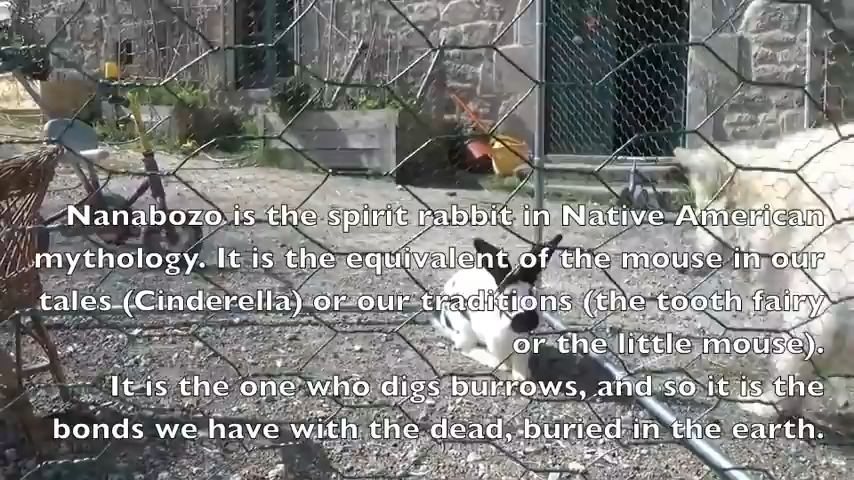 Nanabozo is the spirit rabbit in Native American
mythology. It is the equivalent of the mouse in our
tales (Cinderella) or our traditions (the tooth fairy
or the little mouse).
It is the one who digs burrows, and so it is the
bonds we have with the dead, buried in the earth.